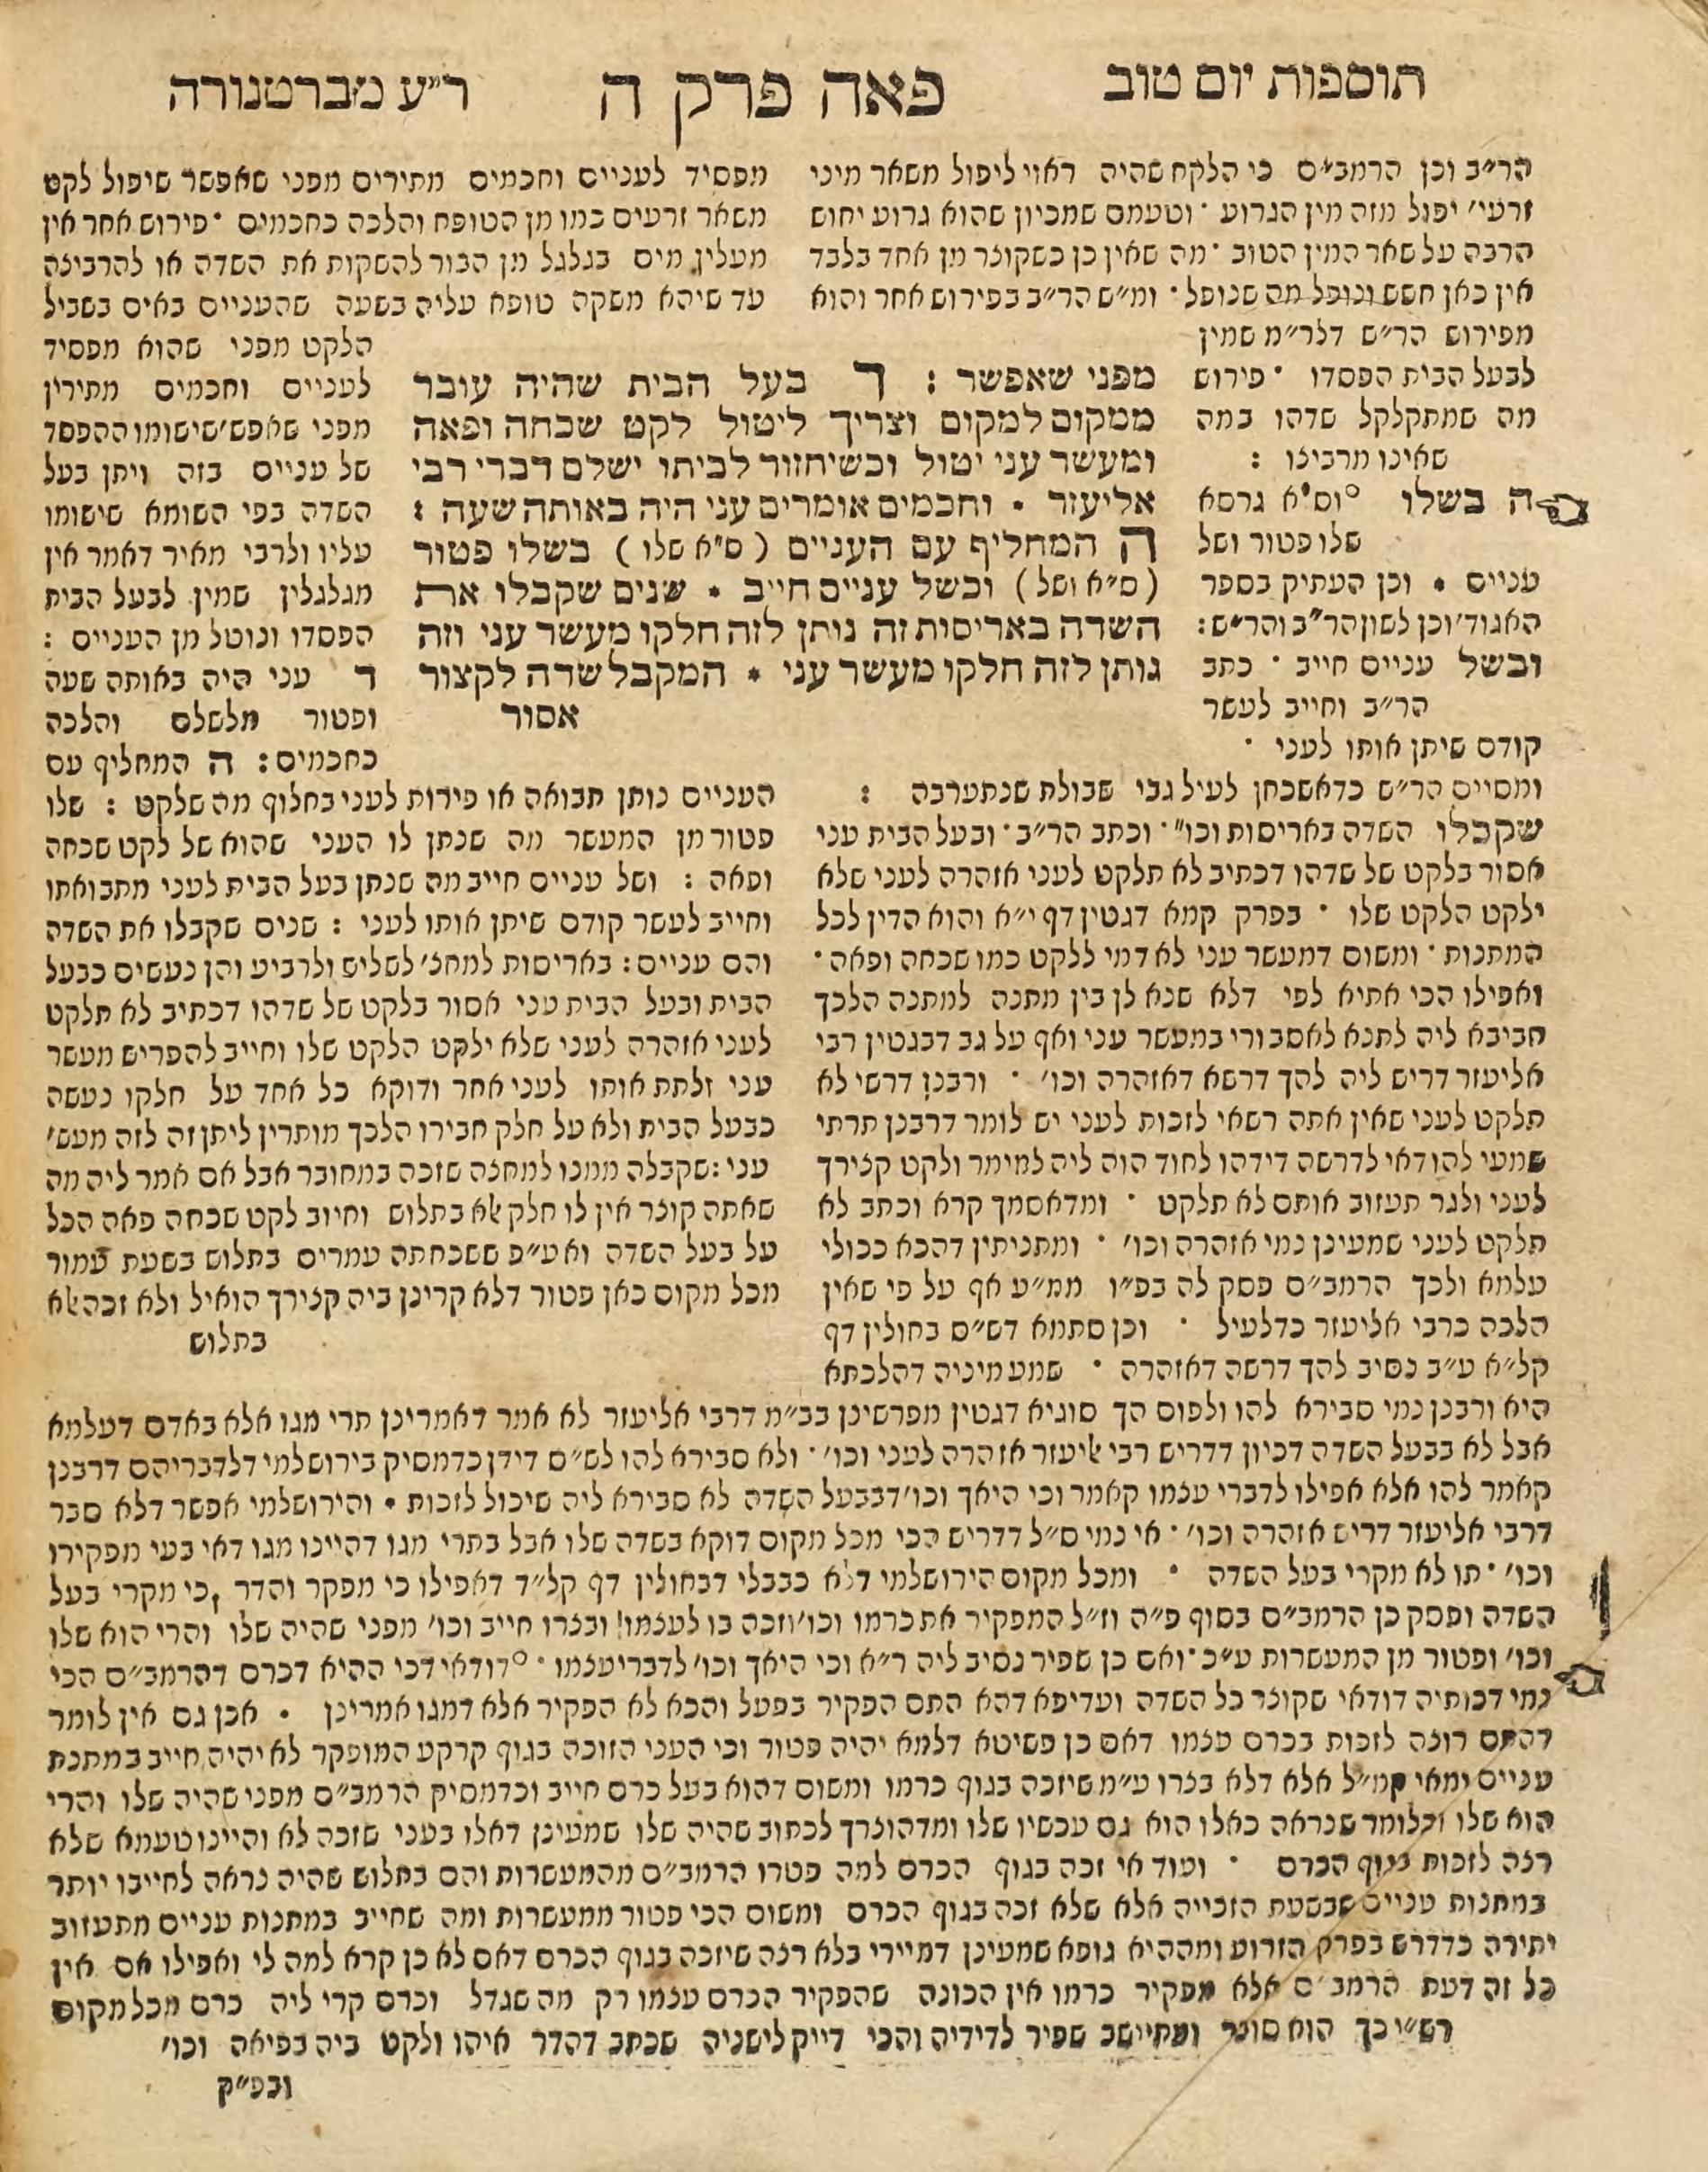 תוספות יום טוב
פאה פרק ה
ר״ע מברטנורה
הר״ב וכן הרמב״ם כי הלקח שהיה ראוי ליפול משאר מיני
זרעי׳ יפול מזה מין הגרוע · וטעמם שמכיון שהוא גרוע יחוש
הרבה על שאר המין הטוב · מה שאין כן כשקוצר מן אחד בלבד
אין כאן חשש ונופל מה שנופל · ומ״ש הר״ב בפירוש אחר והוא
מפירוש הר״ש דלר״מ שמין
לבעל הבית הפסדו · פירוש
מה שמתקלקל שדהו במה
שאינו מרביצו :
ה בשלו °וס״א גרסא
שלו פטור ושל
עניים • וכן העתיק בספר
האגוד׳ וכן לשון הר״ב והר״ש :
ובשל עניים חייב · כתב
הר״ב וחייב לעשר
קודם שיתן אותו לעני ·
ומסיים הר״ש כדאשכחן לעיל גבי שבולת שנתערבה :
שקבלו השדה באריסות וכו״ · וכתב הר״ב · ובעל הבית עני
אסור בלקט של שדהו דכתיב לא תלקט לעני אזהרה לעני שלא
ילקט הלקט שלו · בפרק קמא דגטין דף י״א והוא הדין לכל
המתנות · ומשום דמעשר עני לא דמי ללקט כמו שכחה ופאה ·
ואפילו הכי אתיא לפי דלא שנא לן בין מתנה למתנה הלכך
חביבא ליה לתנא לאסבורי במעשר עני ואף על גב דבגטין רבי
אליעזר דריש ליה להך דרשא דאזהרה וכו׳ · ורבנן דרשי לא
תלקט לעני שאין אתה רשאי לזכות לעני יש לומר דרבנן תרתי
שמעי להו דאי לדרשה דידהו לחוד הוה ליה למימר ולקט קצירך
לעני ולגר תעזוב אותם לא תלקט · ומדאסמך קרא וכתב לא
תלקט לעני שמעינן נמי אזהרה וכו׳ · ומתניתין דהכא ככולי
עלמא ולכך הרמב״ם פסק לה בפ״ו ממ״ע אף על פי שאין
הלכה כרבי אליעזר כדלעיל · וכן סתמא דש״ס בחולין דף
קל״א ע״ב נסיב להך דרשה דאזהרה · שמע מיניה דהלכתא
מפני שאפשר : ד בעל הבית שהיה עובר
ממקום למקום וצריך ליטול לקט שכחה ופאה
ומעשר עני יטול וכשיחזור לביתו ישלם דברי רבי
אליעזר • וחכמים אומרים עני היה באותה שעה :
ה המחליף עם העניים (ס״א שלו) בשלו פטור
(ס״א ושל) ובשל עניים חייב • שנים שקבלו את
השדה באריסות זה נותן לזה חלקו מעשר עני וזה
נותן לזה חלקו מעשר עני • המקבל שדה לקצור
אסור
מפסיד לעניים וחכמים מתירים מפני שאפשר שיפול לקט
משאר זרעים כמו מן הטופח והלכה כחכמים · פירוש אחר אין
מעלין מים בגלגל מן הבור להשקות את השדה או להרביצה
עד שיהא משקה טופא עליה בשעה שהעניים באים בשביל
הלקט מפני שהוא מפסיד
לעניים וחכמים מתירין
מפני שאפש׳ שישומו ההפסד
של עניים בזה ויתן בעל
השדה בפי השומא שישומו
עליו ולרבי מאיר דאמר אין
מגלגלין שמין לבעל הבית
הפסדו ונוטל מן העניים :
ד עני היה באותה שעה
ופטור מלשלם והלכה
כחכמים : ה המחליף עם
העניים נותן תבואה או פירות לעני בחלוף מה שלקט : שלו
פטור מן המעשר מה שנתן לו העני שהוא של לקט שכחה
ופאה : ושל עניים חייב מה שנתן בעל הבית לעני מתבואתו
וחייב לעשר קודם שיתן אותו לעני : שנים שקבלו את השדה
והם עניים : באריסות למחצ׳ לשליש ולרביע והן נעשים כבעל
הבית ובעל הבית עני אסור בלקט של שדהו דכתיב לא תלקט
לעני אזהרה לעני שלא ילקט הלקט שלו וחייב להפריש מעשר
עני זלתת אותו לעני אחר ודוקא כל אחד על חלקו נעשה
כבעל הבית ולא על חלק חבירו הלכך מותרין ליתן זה לזה מעש׳
עני : שקבלה ממנו למחצה שזכה במחובר אבל אם אמר ליה מה
שאתה קוצר אין לו חלק אלא בתלוש וחיוב לקט שכחה פאה הכל
על בעל השדה ואע״פ ששכחתה עמרים בתלוש בשעת עמור
מכל מקום כאן פטור דלא קרינן ביה קצירך הואיל ולא זכה אלא
בתלוש
היא ורבנן נמי סבירא להו ולפום הך סוגיא דגטין מפרשינן בב״מ דרבי אליעזר לא אמר דאמרינן תרי מגו אלא באדם דעלמא
אבל לא בבעל השדה דכיון דדריש רבי אליעזר אזהרה לעני וכו׳ · ולא סבירא להו לש״ס דידן כדמסיק בירושלמי דלדבריהם דרבנן
קאמר להו אלא אפילו לדברי עצמו קאמר וכי היאך וכו׳ דבבעל השדה לא סבירא ליה שיכול לזכות • והירושלמי אפשר דלא סבר
דרבי אליעזר דריש אזהרה וכו׳ · אי נמי ס״ל דדריש הכי מכל מקום דוקא בשדה שלו אבל בתרי מגו דהיינו מגו דאי בעי מפקירו
וכו׳ · תו לא מקרי בעל השדה · ומכל מקום הירושלמי דלא כבבלי דבחולין דף קל״ד דאפילו כי מפקר והדר זכי מקרי בעל
השדה ופסק כן הרמב״ם בסוף פ״ה וז״ל המפקיר את כרמו וכו׳ וזכה בו לעצמו ובצרו חייב וכו׳ מפני שהיה שלו והרי הוא שלו
וכו׳ ופטור מן המעשרות ע״כ · ואם כן שפיר נסיב ליה ר״א וכי היאך וכו׳ לדברי עצמו · °דודאי דכי ההיא דכרם דהרמב״ם הכי
נמי דכותיה דודאי שקוצר כל השדה ועדיפא דהא התם הפקיר בפעל והכא לא הפקיר אלא דמגו אמרינן • אכן גם אין לומר
דהתם רוצה לזכות בכרם עצמו דאם כן פשיטא דלמא יהיה פטור וכי העני הזוכה בגוף קרקע המופקר לא יהיה חייב במתנת
עניים ומאי קמ״ל אלא דלא בצרו ע״מ שיזכה בגוף כרמו ומשום דהוא בעל כרם חייב וכדמסיק הרמב״ם מפני שהיה שלו והרי
הוא שלו וכלומר שנראה כאלו הוא גם עכשיו שלו ומדהוצרך לכתוב שהיה שלו שמעינן דאלו בעני שזכה לא והיינו טעמא שלא
רצה לזכות בגוף הכרם · ועוד אי זכה בגוף הכרם למה פטרו הרמב״ם מהמעשרות והם בתלוש שהיה נראה לחייבו יותר
במתנות עניים שבשעת הזכייה אלא שלא זכה בגוף הכרם ומשום הכי פטור ממעשרות ומה שחייב במתנות עניים מתעזוב
יתירה כדדרש בפרק הזרוע ומההיא גופא שמעינן דמיירי בלא רצה שיזכה בגוף הכרם דאם לא כן קרא למה לי ואפילו אם אין
כל זה דעת הרמב״ם אלא מפקיר כרמו אין הכונה שהפקיר הכרם עצמו רק מה שגדל וכרם קרי ליה כרם מכל מקום
רש״י כך הוא סובר ומתיישב שפיר לדידיה והכי דייק לישניה שכתב דהדר איהו ולקט ביה בפיאה וכו׳
ובפ״ק